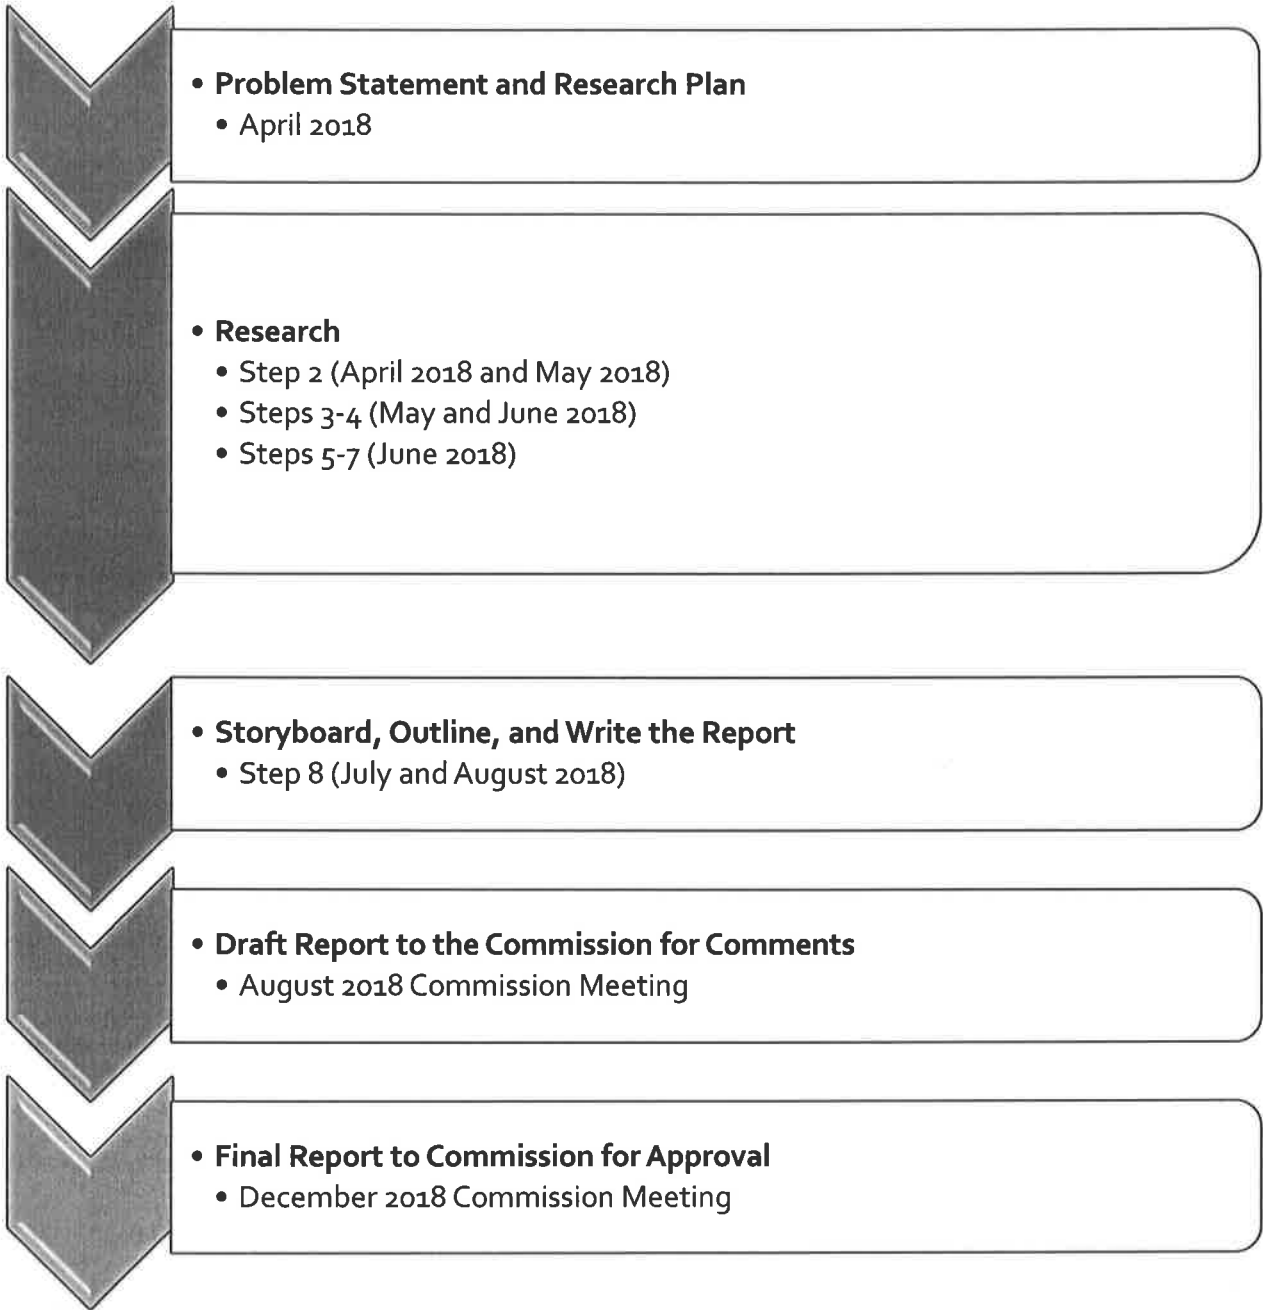 • Problem Statement and Research Plan
• April 2018
• Research
• Step 2 (April 2018 and May 2018)
• Steps 3-4 (May and June 2018)
• Steps 5-7 (June 2018)
• Storyboard, Outline, and Write the Report
• Step 8 (July and August 2018)
• Draft Report to the Commission for Comments
• August 2018 Commission Meeting
• Final Report to Commission for Approval
• December 2018 Commission Meeting